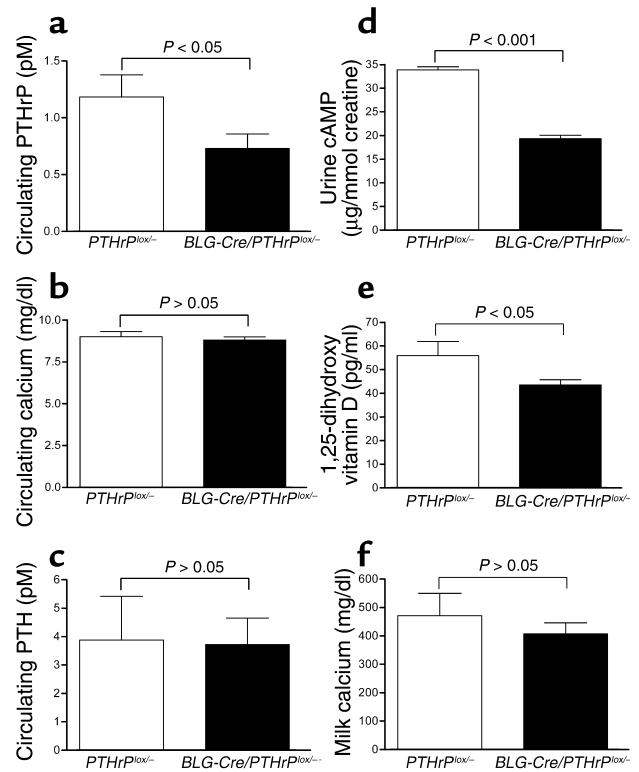 a
P < 0.05
Circulating PTHrP (pM)
1.5
1.0
0.5
0.0
PTHrPlox/– BLG-Cre/PTHrPlox/–
b
P > 0.05
Circulating calcium (mg/dl)
10.0
7.5
5.0
2.5
0.0
PTHrPlox/– BLG-Cre/PTHrPlox/–
c
P > 0.05
Circulating PTH (pM)
6
5
4
3
2
1
0
PTHrPlox/– BLG-Cre/PTHrPlox/– -
d
P < 0.001
Urine cAMP
(µg/mmol creatine)
35
30
25
20
15
10
5
0
PTHrPlox/– BLG-Cre/PTHrPlox/–
e
P < 0.05
1,25-dihydroxy
vitamin D (pg/ml)
70
60
50
40
30
20
10
0
PTHrPlox/– BLG-Cre/PTHrPlox/–
f
P > 0.05
Milk calcium (mg/dl)
600
500
400
300
200
100
0
PTHrPlox/– BLG-Cre/PTHrPlox/–